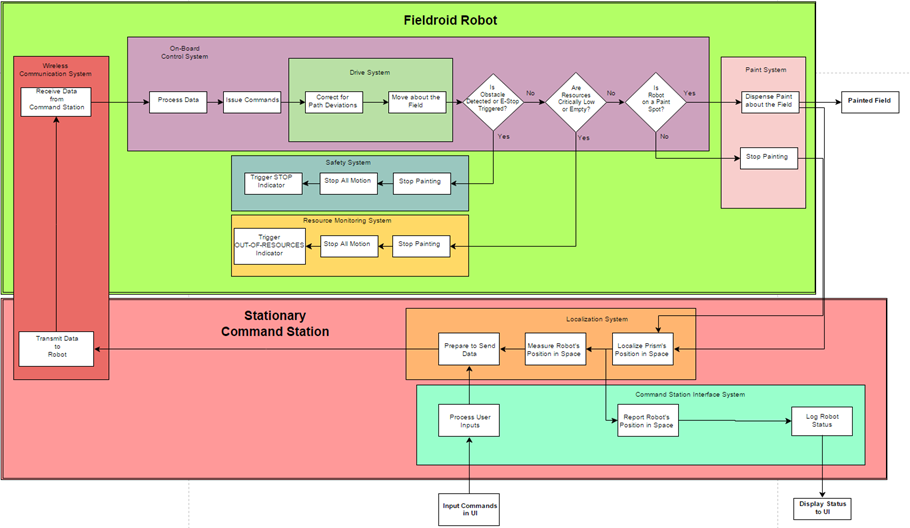 Fieldroid Robot
On-Board
Control System
Wireless
Communication System
Receive Data
from
Command Station
Process Data
Issue Commands
Drive System
Correct for
Path Deviations
Move about the
Field
Is
Obstacle
Detected or E-Stop
Triggered?
No
Yes
Are
Resources
Critically Low
or Empty?
No
Yes
Is
Robot
on a Paint
Spot?
Yes
No
Paint System
Dispense Paint
about the Field
Stop Painting
Painted Field
Safety System
Trigger STOP
Indicator
Stop All Motion
Stop Painting
Resource Monitoring System
Trigger
OUT-OF-RESOURCES
Indicator
Stop All Motion
Stop Painting
Stationary
Command Station
Transmit Data
to
Robot
Localization System
Prepare to Send
Data
Measure Robot's
Position in Space
Localize Prism's
Position in Space
Command Station Interface System
Process User
Inputs
Report Robot's
Position in Space
Log Robot
Status
Input Commands
in UI
Display Status
to UI